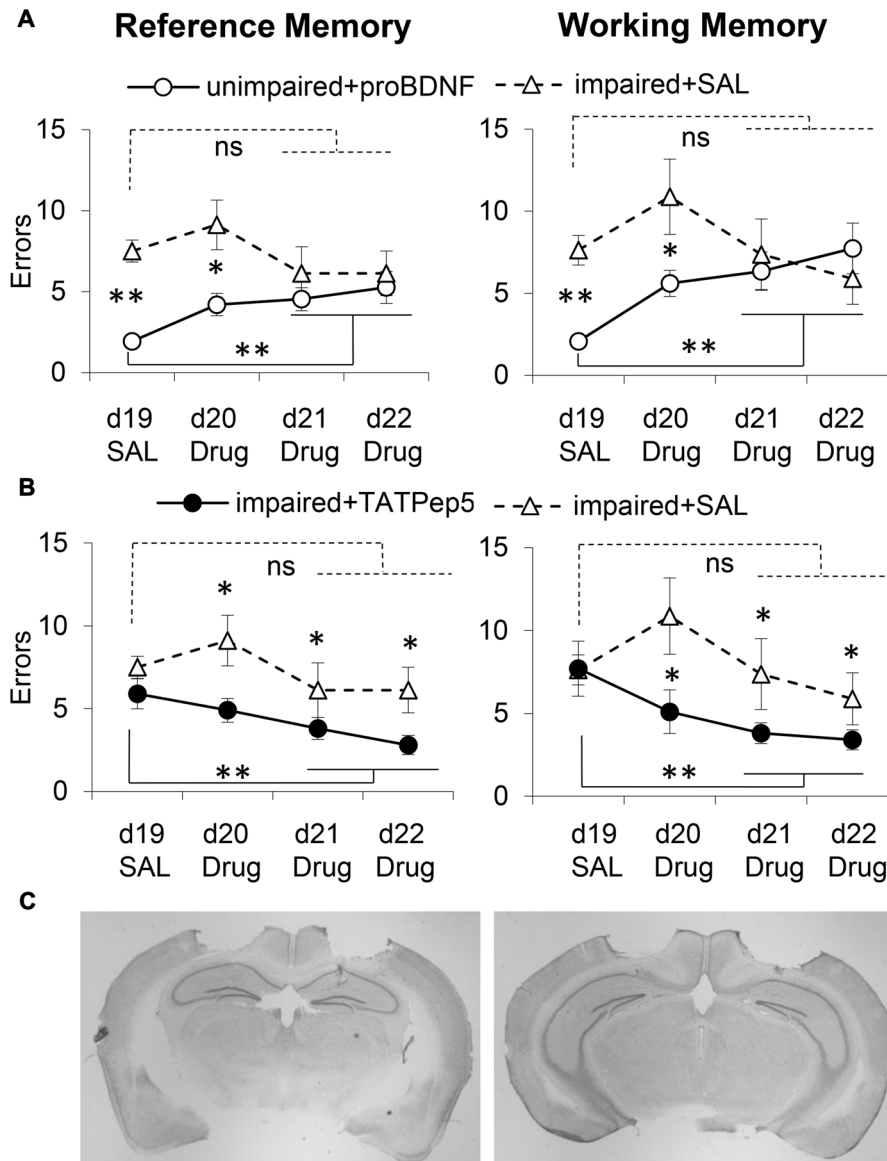 A
Reference Memory
Working Memory
unimpaired+proBDNF
impaired+SAL
15
10
5
0
Errors
ns
**
*
**
d19
SAL
d20
Drug
d21
Drug
d22
Drug
15
10
5
0
ns
**
*
**
d19
SAL
d20
Drug
d21
Drug
d22
Drug
B
impaired+TATPep5
impaired+SAL
15
10
5
0
Errors
ns
*
*
*
**
d19
SAL
d20
Drug
d21
Drug
d22
Drug
15
10
5
0
ns
*
*
*
**
d19
SAL
d20
Drug
d21
Drug
d22
Drug
C